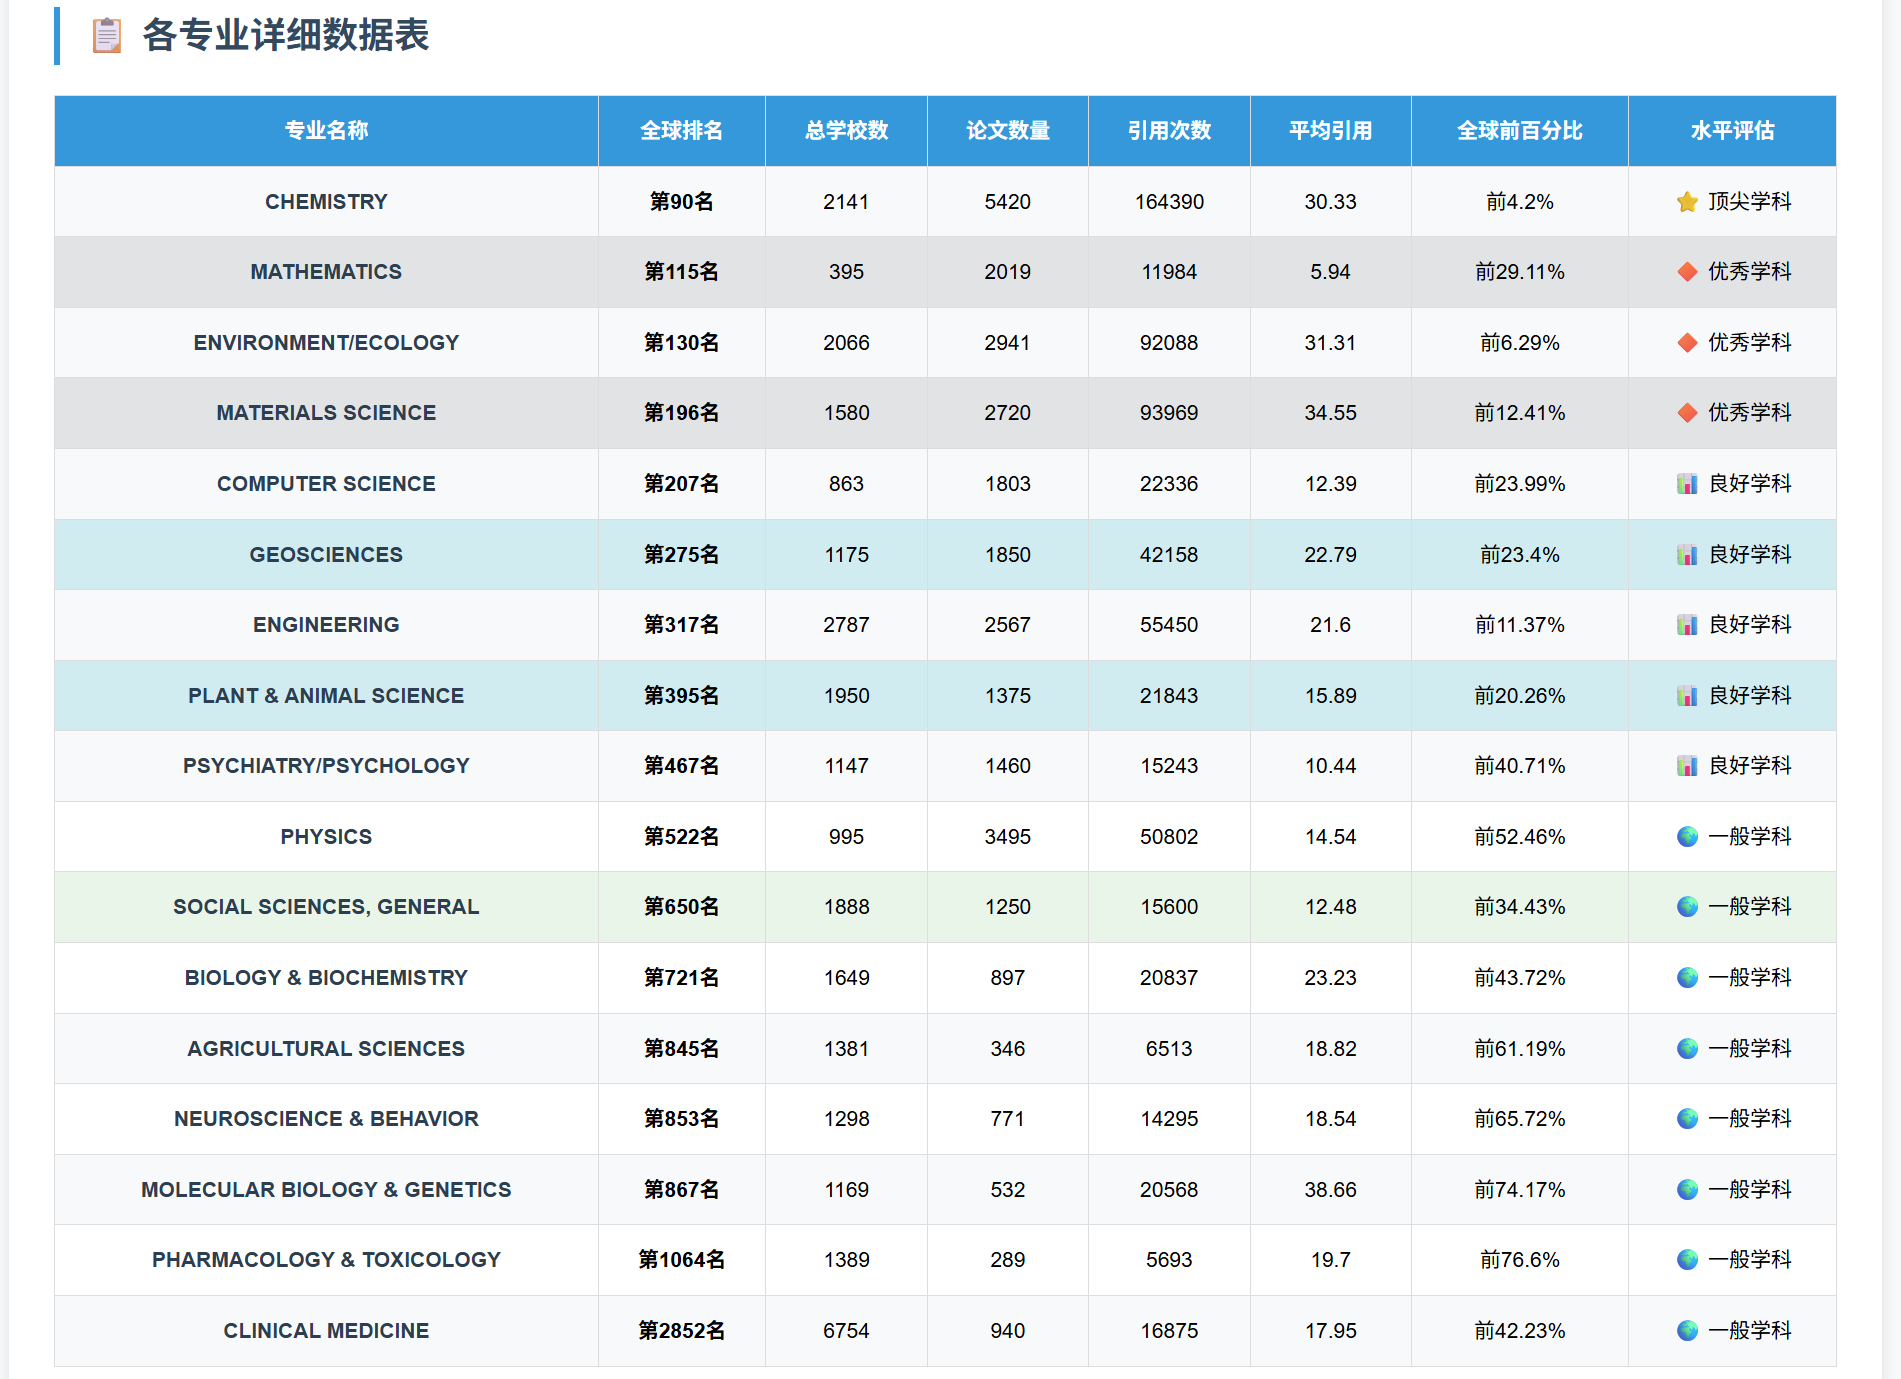 各专业详细数据表
专业名称 全球排名 总学校数 论文数量 引用次数 平均引用 全球前百分比 水平评估
CHEMISTRY 第90名 2141 5420 164390 30.33 前4.2% 顶尖学科
MATHEMATICS 第115名 395 2019 11984 5.94 前29.11% 优秀学科
ENVIRONMENT/ECOLOGY 第130名 2066 2941 92088 31.31 前6.29% 优秀学科
MATERIALS SCIENCE 第196名 1580 2720 93969 34.55 前12.41% 优秀学科
COMPUTER SCIENCE 第207名 863 1803 22336 12.39 前23.99% 良好学科
GEOSCIENCES 第275名 1175 1850 42158 22.79 前23.4% 良好学科
ENGINEERING 第317名 2787 2567 55450 21.6 前11.37% 良好学科
PLANT & ANIMAL SCIENCE 第395名 1950 1375 21843 15.89 前20.26% 良好学科
PSYCHIATRY/PSYCHOLOGY 第467名 1147 1460 15243 10.44 前40.71% 良好学科
PHYSICS 第522名 995 3495 50802 14.54 前52.46% 一般学科
SOCIAL SCIENCES, GENERAL 第650名 1888 1250 15600 12.48 前34.43% 一般学科
BIOLOGY & BIOCHEMISTRY 第721名 1649 897 20837 23.23 前43.72% 一般学科
AGRICULTURAL SCIENCES 第845名 1381 346 6513 18.82 前61.19% 一般学科
NEUROSCIENCE & BEHAVIOR 第853名 1298 771 14295 18.54 前65.72% 一般学科
MOLECULAR BIOLOGY & GENETICS 第867名 1169 532 20568 38.66 前74.17% 一般学科
PHARMACOLOGY & TOXICOLOGY 第1064名 1389 289 5693 19.7 前76.6% 一般学科
CLINICAL MEDICINE 第2852名 6754 940 16875 17.95 前42.23% 一般学科